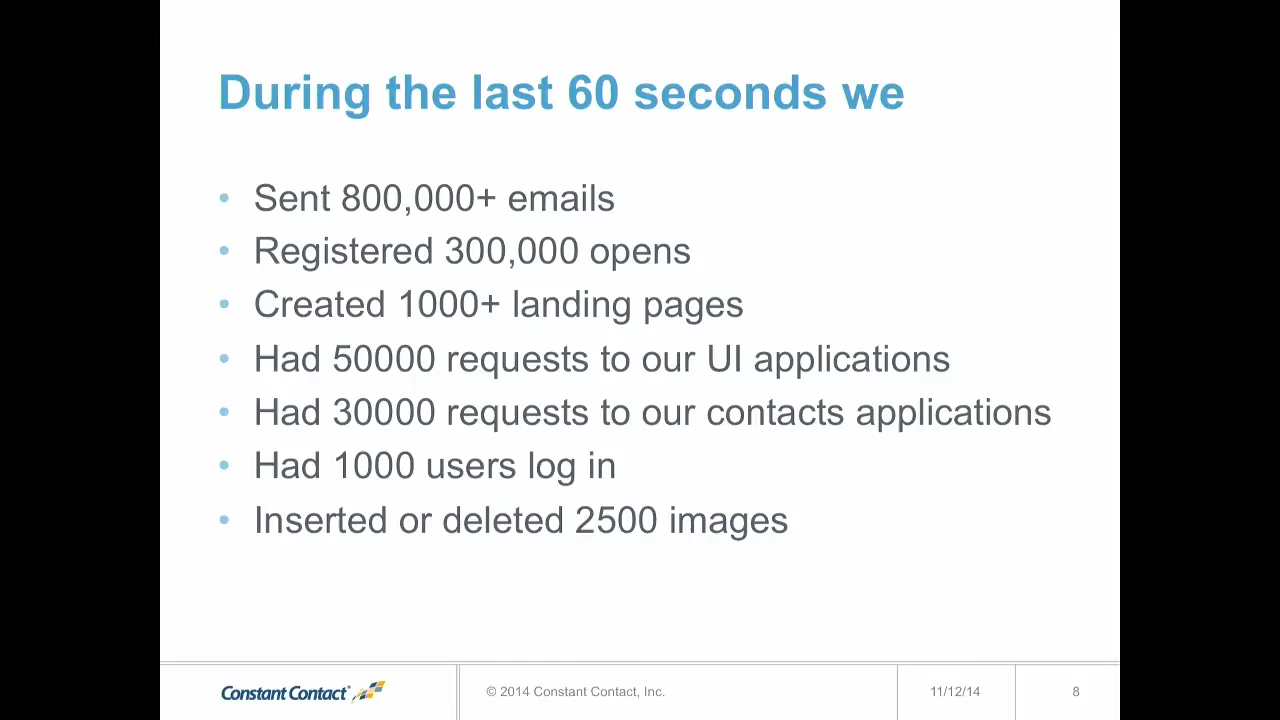 During the last 60 seconds we
• Sent 800,000+ emails
• Registered 300,000 opens
• Created 1000+ landing pages
• Had 50000 requests to our UI applications
• Had 30000 requests to our contacts applications
• Had 1000 users log in
• Inserted or deleted 2500 images
Constant Contact®
© 2014 Constant Contact, Inc.
11/12/14
8